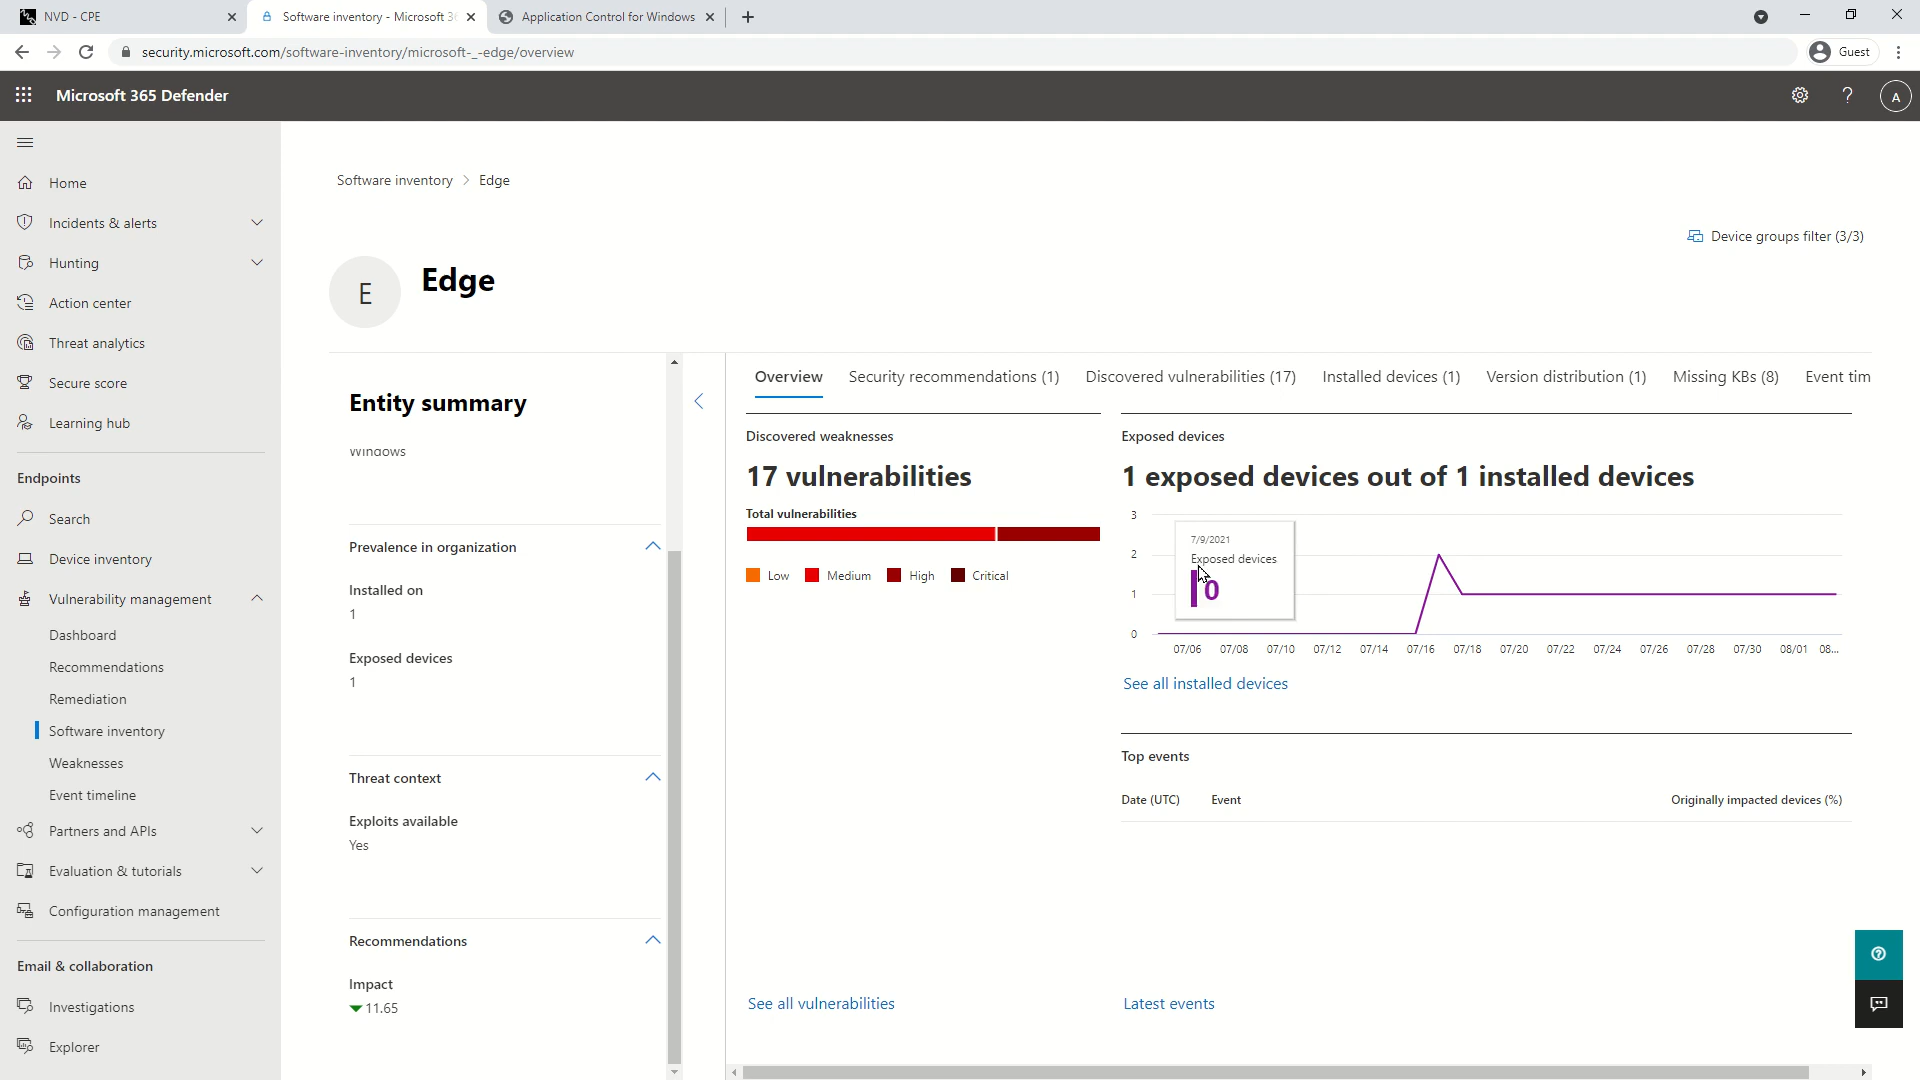 NVD - CPE
Software inventory - Microsoft 36
Application Control for Windows
security.microsoft.com/software-inventory/microsoft-_-edge/overview
Guest
Microsoft 365 Defender
?
A
Home
Incidents & alerts
Hunting
Action center
Threat analytics
Secure score
Learning hub
Endpoints
Search
Device inventory
Vulnerability management
Dashboard
Recommendations
Remediation
Software inventory
Weaknesses
Event timeline
Partners and APIs
Evaluation & tutorials
Configuration management
Email & collaboration
Investigations
Explorer
Software inventory > Edge
Device groups filter (3/3)
E
Edge
Entity summary
Windows
Prevalence in organization
Installed on
1
Exposed devices
1
Threat context
Exploits available
Yes
Recommendations
Impact
11.65
Overview
Security recommendations (1)
Discovered vulnerabilities (17)
Installed devices (1)
Version distribution (1)
Missing KBs (8)
Event tim
Discovered weaknesses
17 vulnerabilities
Total vulnerabilities
Low Medium High Critical
See all vulnerabilities
Exposed devices
1 exposed devices out of 1 installed devices
3
2
1
0
7/9/2021
Exposed devices
0
07/06 07/08 07/10 07/12 07/14 07/16 07/18 07/20 07/22 07/24 07/26 07/28 07/30 08/01 08...
See all installed devices
Top events
Date (UTC) Event Originally impacted devices (%)
Latest events